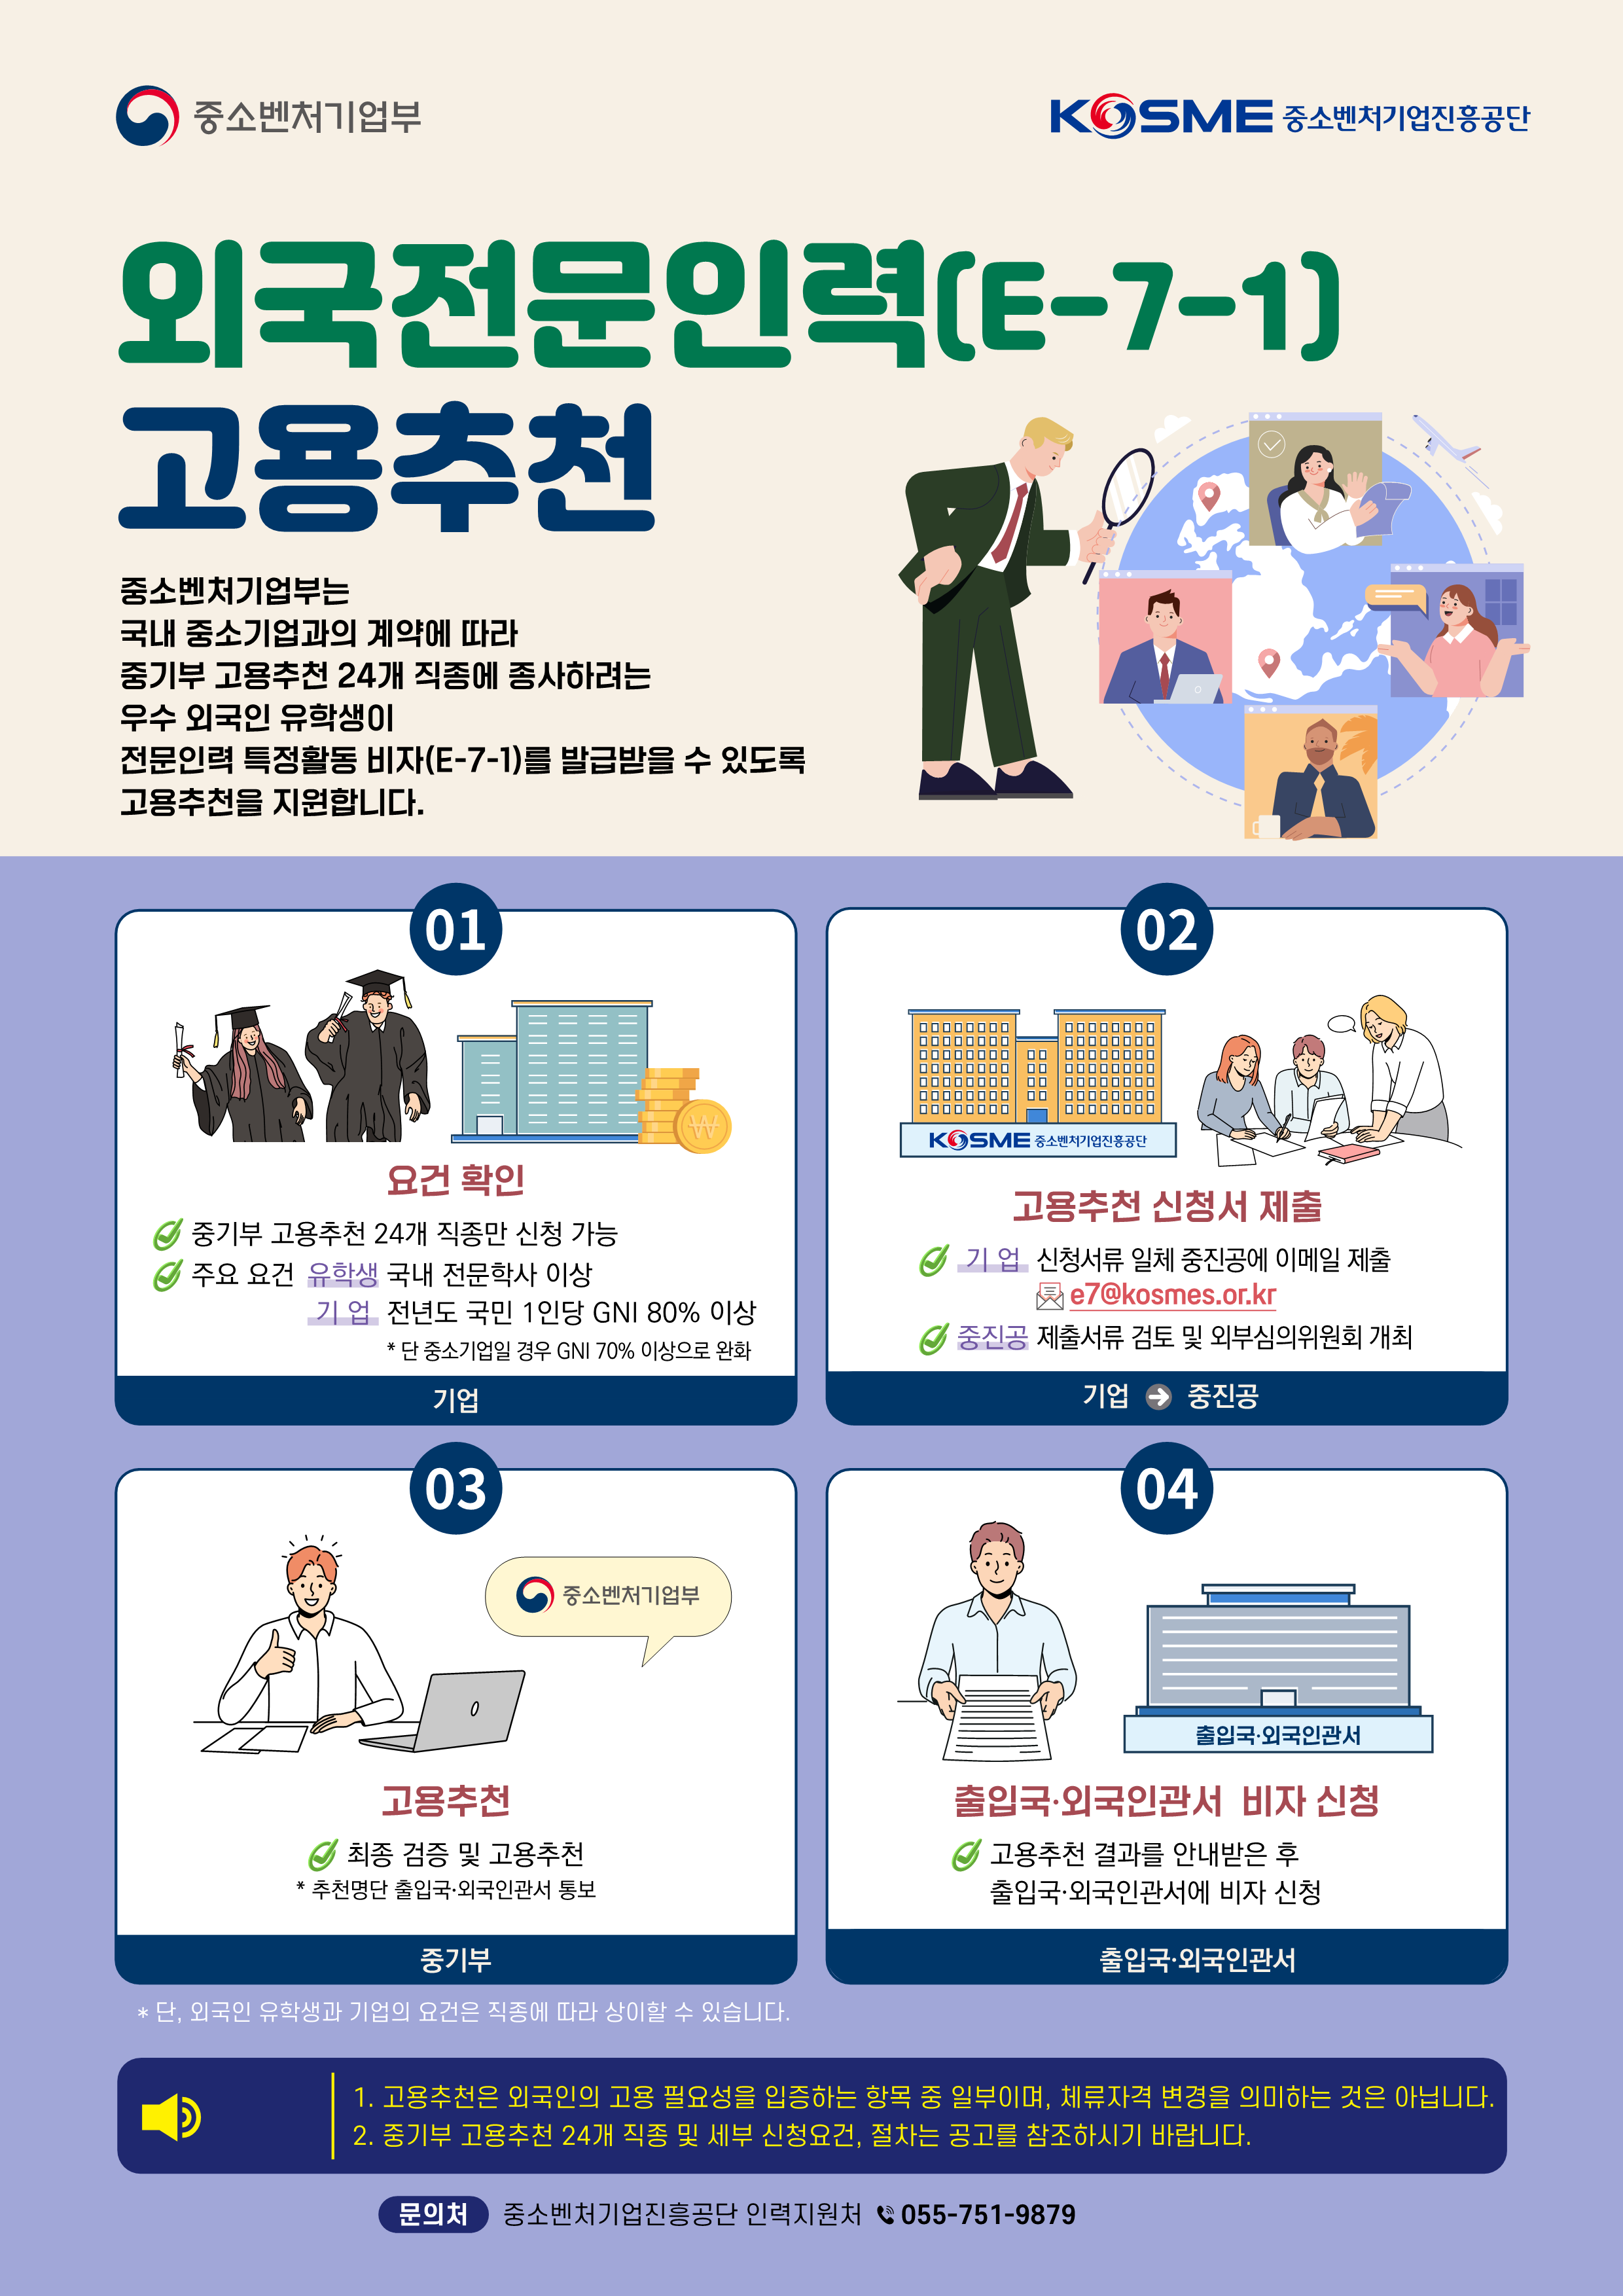 중소벤처기업부
KOSME 중소벤처기업진흥공단
외국전문인력(E-7-1)
고용추천
중소벤처기업부는
국내 중소기업과의 계약에 따라
중기부 고용추천 24개 직종에 종사하려는
우수 외국인 유학생이
전문인력 특정활동 비자(E-7-1)를 발급받을 수 있도록
고용추천을 지원합니다.
01
요건 확인
중기부 고용추천 24개 직종만 신청 가능
주요 요건 유학생 국내 전문학사 이상
기 업 전년도 국민 1인당 GNI 80% 이상
* 단 중소기업일 경우 GNI 70% 이상으로 완화
기업
02
KOSME 중소벤처기업진흥공단
고용추천 신청서 제출
기 업 신청서류 일체 중진공에 이메일 제출
e7@kosmes.or.kr
중진공 제출서류 검토 및 외부심의위원회 개최
기업 중진공
03
중소벤처기업부
고용추천
최종 검증 및 고용추천
* 추천명단 출입국·외국인관서 통보
중기부
04
출입국·외국인관서
출입국·외국인관서 비자 신청
고용추천 결과를 안내받은 후
출입국·외국인관서에 비자 신청
출입국·외국인관서
* 단, 외국인 유학생과 기업의 요건은 직종에 따라 상이할 수 있습니다.
1. 고용추천은 외국인의 고용 필요성을 입증하는 항목 중 일부이며, 체류자격 변경을 의미하는 것은 아닙니다.
2. 중기부 고용추천 24개 직종 및 세부 신청요건, 절차는 공고를 참조하시기 바랍니다.
문의처 중소벤처기업진흥공단 인력지원처 055-751-9879